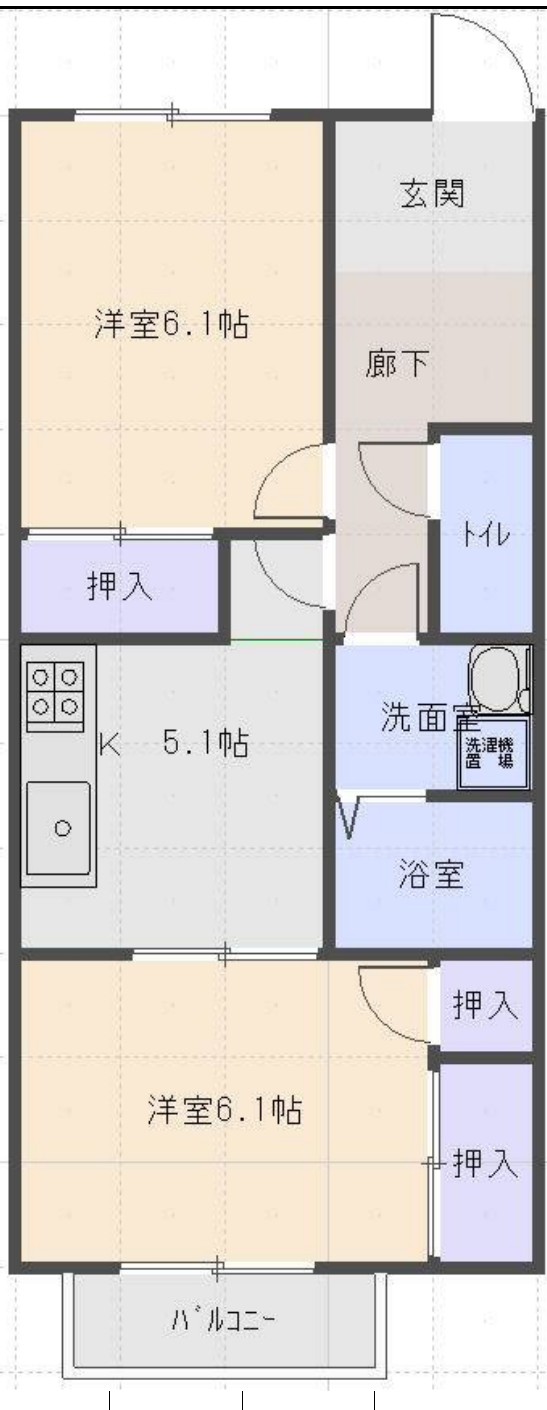 玄関
洋室6.1帖
廊下
トイレ
押入
K 5.1帖
洗面室
洗濯機
置場
浴室
押入
洋室6.1帖
押入
バルコニー